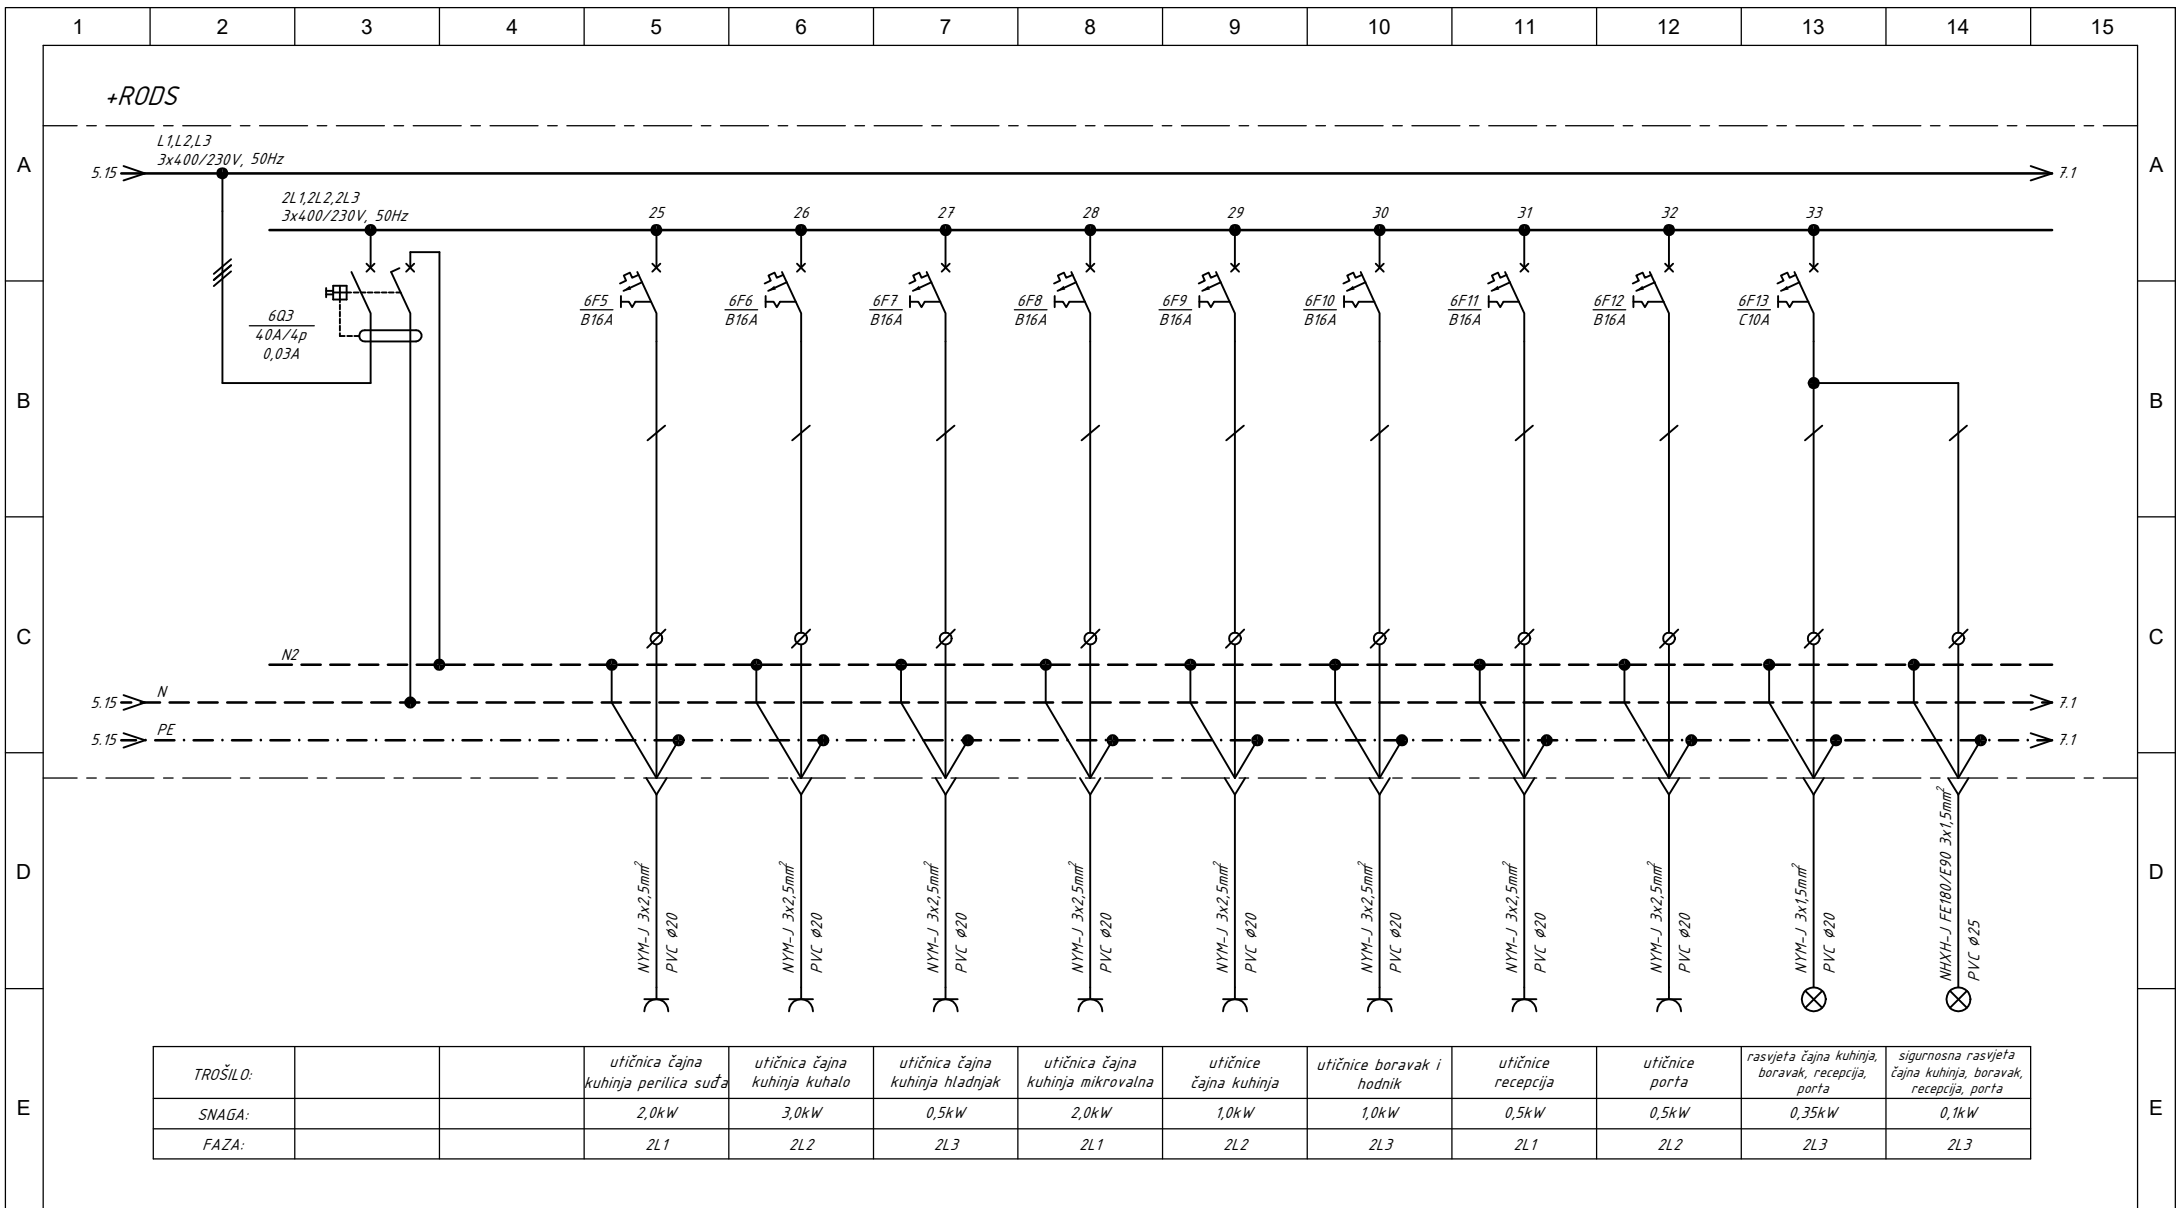 1 2 3 4 5 6 7 8 9 10 11 12 13 14 15
+RODS
L1,L2,L3
3x400/230V, 50Hz
A A
5.15 7.1
2L1,2L2,2L3
3x400/230V, 50Hz
25 26 27 28 29 30 31 32 33
6F5 6F6 6F7 6F8 6F9 6F10 6F11 6F12 6F13
B16A B16A B16A B16A B16A B16A B16A B16A C10A
6Q3
40A/4p
0,03A
B B
C C
N2
5.15 N 7.1
5.15 PE 7.1
D D
NYM-J 3x2,5mm²
PVC Ø20
NYM-J 3x2,5mm²
PVC Ø20
NYM-J 3x2,5mm²
PVC Ø20
NYM-J 3x2,5mm²
PVC Ø20
NYM-J 3x2,5mm²
PVC Ø20
NYM-J 3x2,5mm²
PVC Ø20
NYM-J 3x2,5mm²
PVC Ø20
NYM-J 3x2,5mm²
PVC Ø20
NYM-J 3x1,5mm²
PVC Ø20
NHXH-J FE180/E90 3x1,5mm²
PVC Ø25
E E
TROŠILO:
utičnica čajna
kuhinja perilica suđa
utičnica čajna
kuhinja kuhalo
utičnica čajna
kuhinja hladnjak
utičnica čajna
kuhinja mikrovalna
utičnice
čajna kuhinja
utičnice boravak i
hodnik
utičnice
recepcija
utičnice
porta
rasvjeta čajna kuhinja,
boravak, recepcija,
porta
sigurnosna rasvjeta
čajna kuhinja, boravak,
recepcija, porta
SNAGA: 2,0kW 3,0kW 0,5kW 2,0kW 1,0kW 1,0kW 0,5kW 0,5kW 0,35kW 0,1kW
FAZA: 2L1 2L2 2L3 2L1 2L2 2L3 2L1 2L2 2L3 2L3